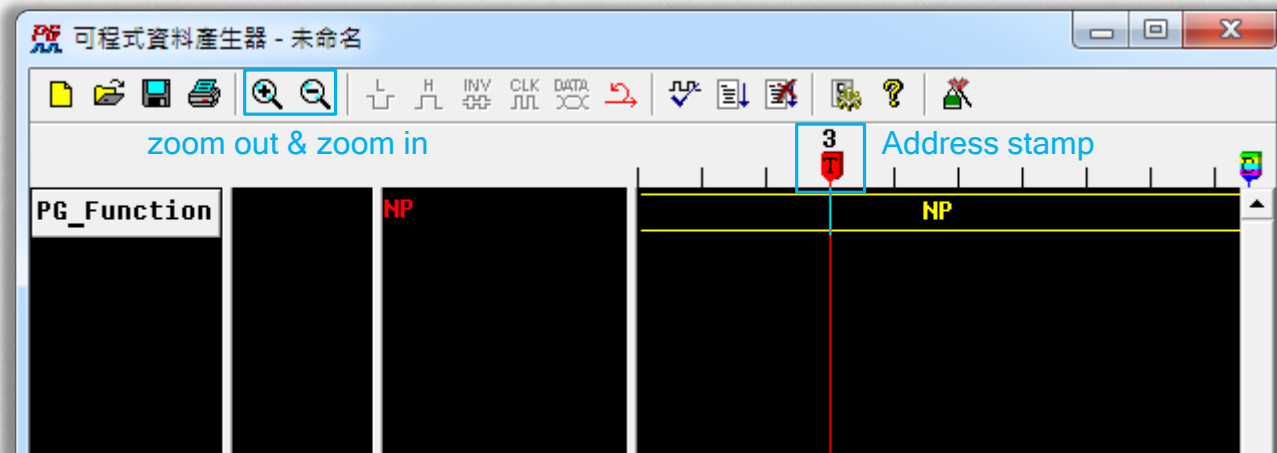 PG 可程式資料產生器 - 未命名
L H INV CLK DATA
zoom out & zoom in
3
Address stamp
T
D
PG_Function
NP
NP